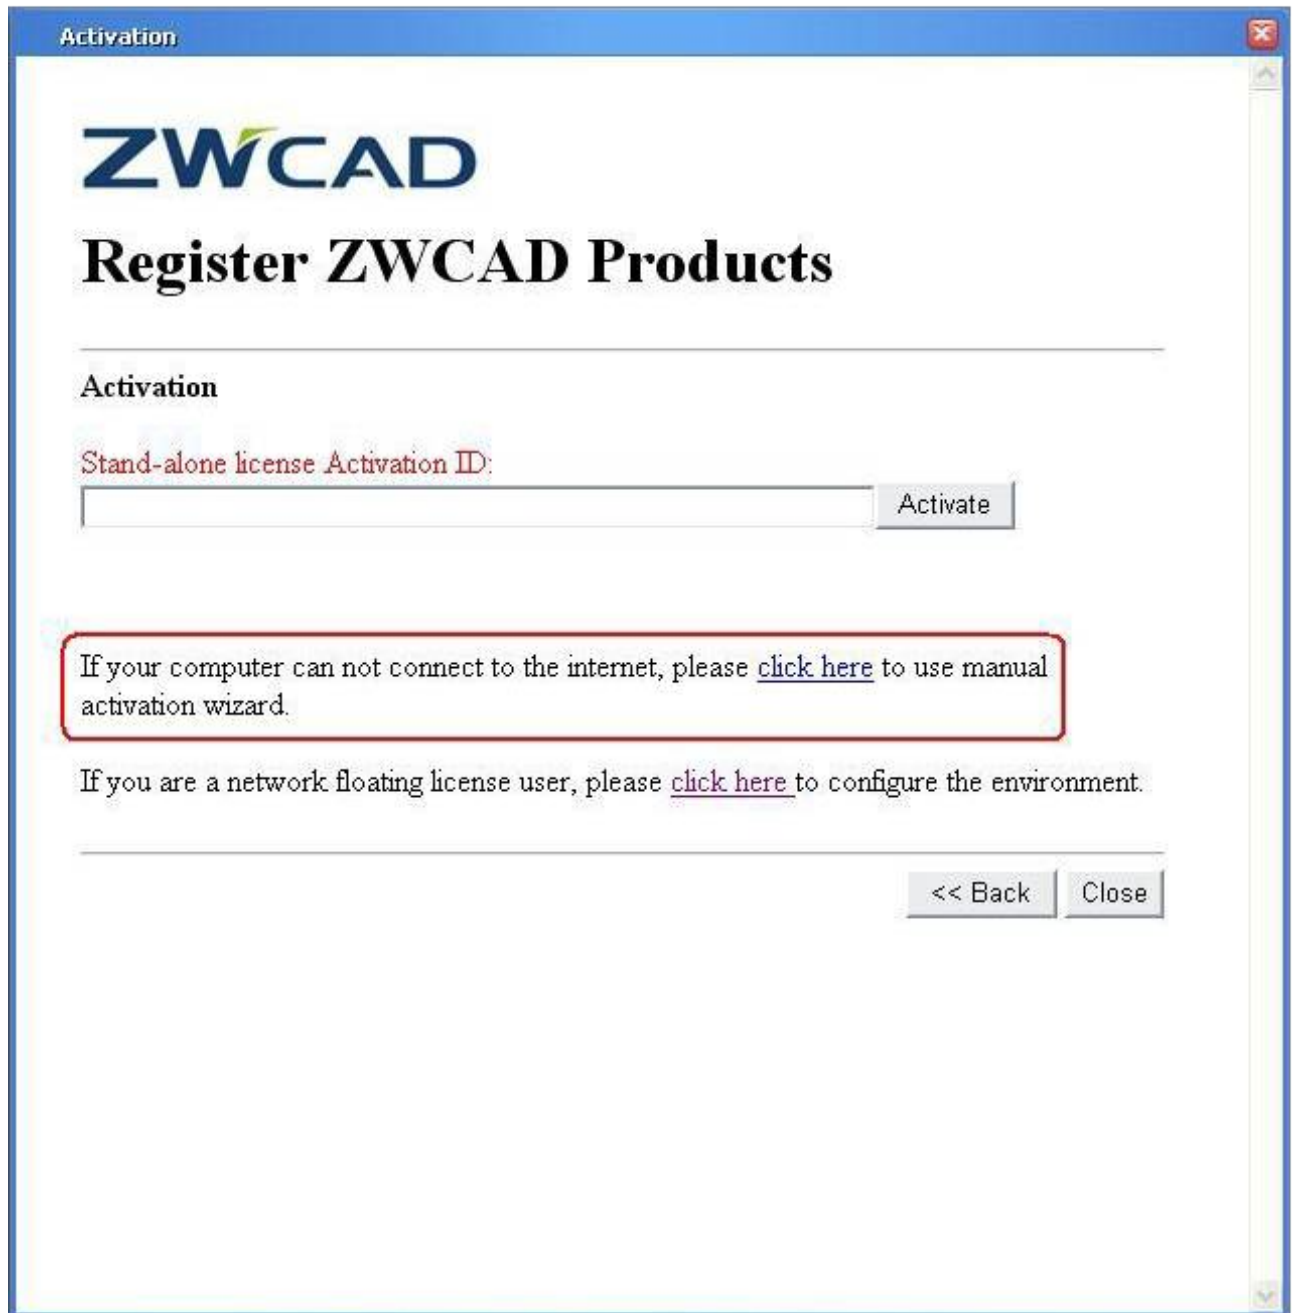 Activation
ZWCAD
Register ZWCAD Products
Activation
Stand-alone license Activation ID:
Activate
If your computer can not connect to the internet, please click here to use manual
activation wizard.
If you are a network floating license user, please click here to configure the environment.
<< Back Close